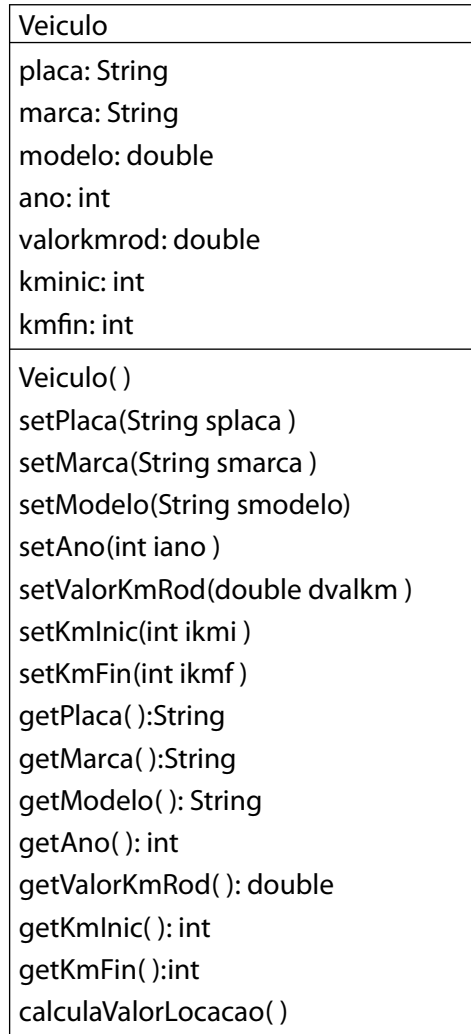 Veiculo
placa: String
marca: String
modelo: double
ano: int
valorkmrod: double
kminic: int
kmfin: int
Veiculo( )
setPlaca(String splaca )
setMarca(String smarca )
setModelo(String smodelo)
setAno(int iano )
setValorKmRod(double dvalkm )
setKmInic(int ikmi )
setKmFin(int ikmf )
getPlaca( ):String
getMarca( ):String
getModelo( ): String
getAno( ): int
getValorKmRod( ): double
getKmInic( ): int
getKmFin( ):int
calculaValorLocacao( )